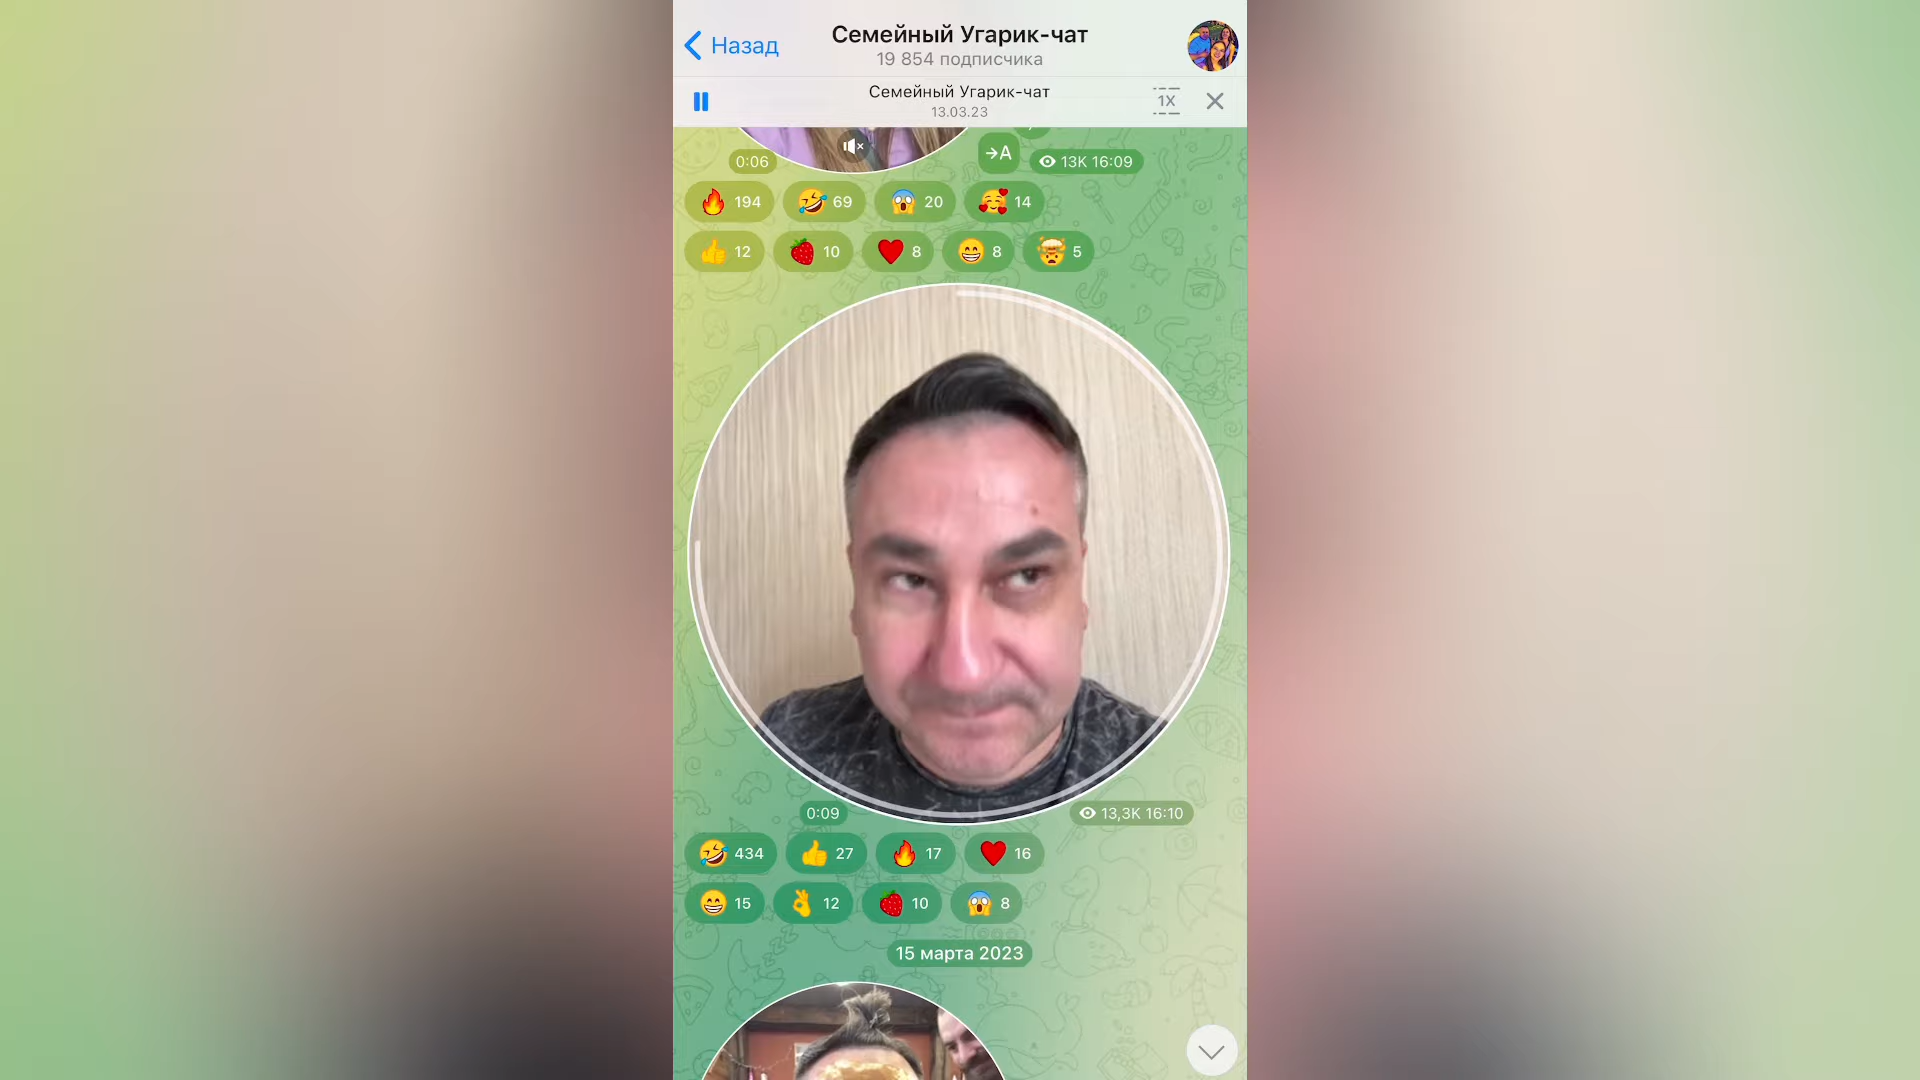 Назад
Семейный Угарик-чат
19 854 подписчика
Семейный Угарик-чат
13.03.23
1X
0:06
→A
13K 16:09
194 69 20 14
12 10 8 8 5
0:09
13,3K 16:10
434 27 17 16
15 12 10 8
15 марта 2023